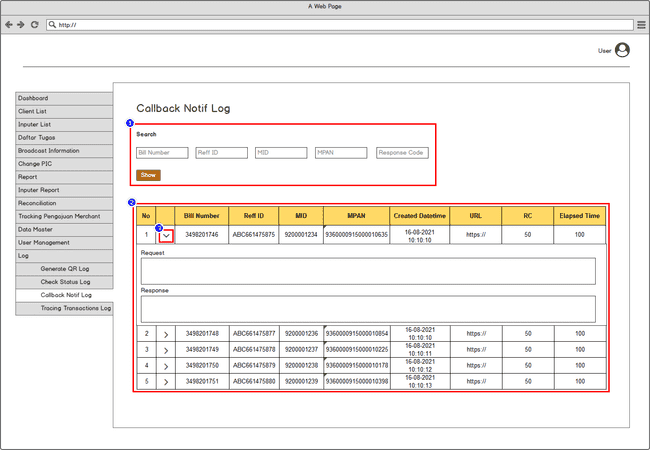 A Web Page
http://
User
Dashboard
Client List
Inputer List
Daftar Tugas
Broadcast Information
Change PIC
Report
Inputer Report
Reconciliation
Tracking Pengajuan Merchant
Data Master
User Management
Log
Generate QR Log
Check Status Log
Callback Notif Log
Tracing Transactions Log
Callback Notif Log
1
Search
Bill Number Reff ID MID MPAN Response Code
Show
2
No Bill Number Reff ID MID MPAN Created Datetime URL RC Elapsed Time
3
1 3498201746 ABC661475875 9200001234 9360000915000010635 16-08-2021 10:10:10 https:// 50 100
Request
Response
2 3498201748 ABC661475877 9200001236 9360000915000010854 16-08-2021 10:10:10 https:// 50 100
3 3498201749 ABC661475878 9200001237 9360000915000010225 16-08-2021 10:10:11 https:// 50 100
4 3498201750 ABC661475879 9200001238 9360000915000010178 16-08-2021 10:10:12 https:// 50 100
5 3498201751 ABC661475880 9200001239 9360000915000010398 16-08-2021 10:10:13 https:// 50 100